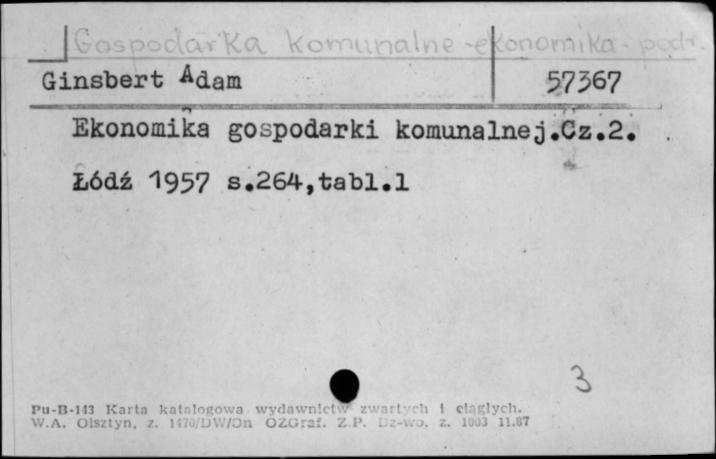 Gospodarka komunalne - ekonomika - podr.
Ginsbert Adam 57367
Ekonomika gospodarki komunalnej.Cz.2.
Łódź 1957 s.264,tabl.1
3
Pu-B-143 Karta katalogowa wydawnictw zwartych i ciągłych.
W.A. Olsztyn, z. 1470/DW/On OZGraf. Z.P. Dz-wo, z. 1003 11.87